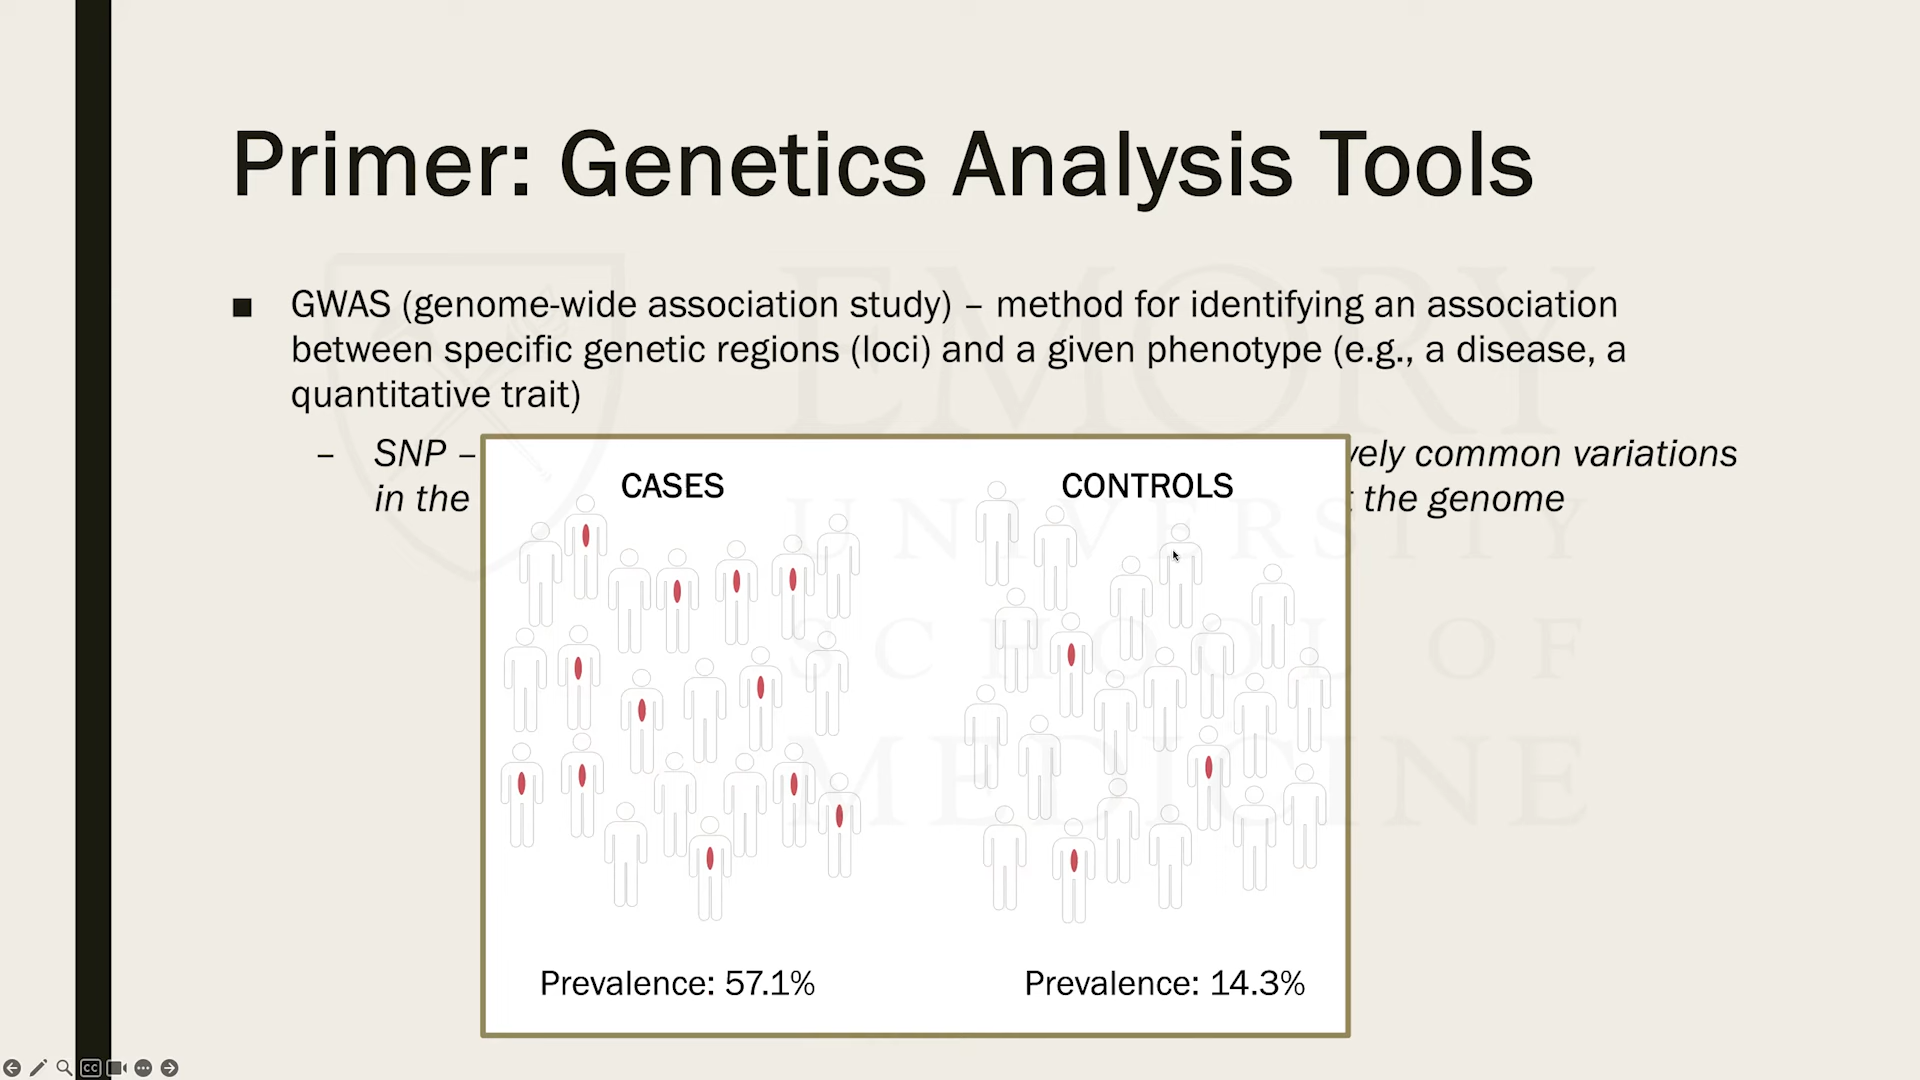 Primer: Genetics Analysis Tools
■ GWAS (genome-wide association study) – method for identifying an association
between specific genetic regions (loci) and a given phenotype (e.g., a disease, a
quantitative trait)
– SNP – common variations
in the the genome
CASES CONTROLS
Prevalence: 57.1% Prevalence: 14.3%
EMORY
UNIVERSITY
SCHOOL OF
MEDICINE
CC